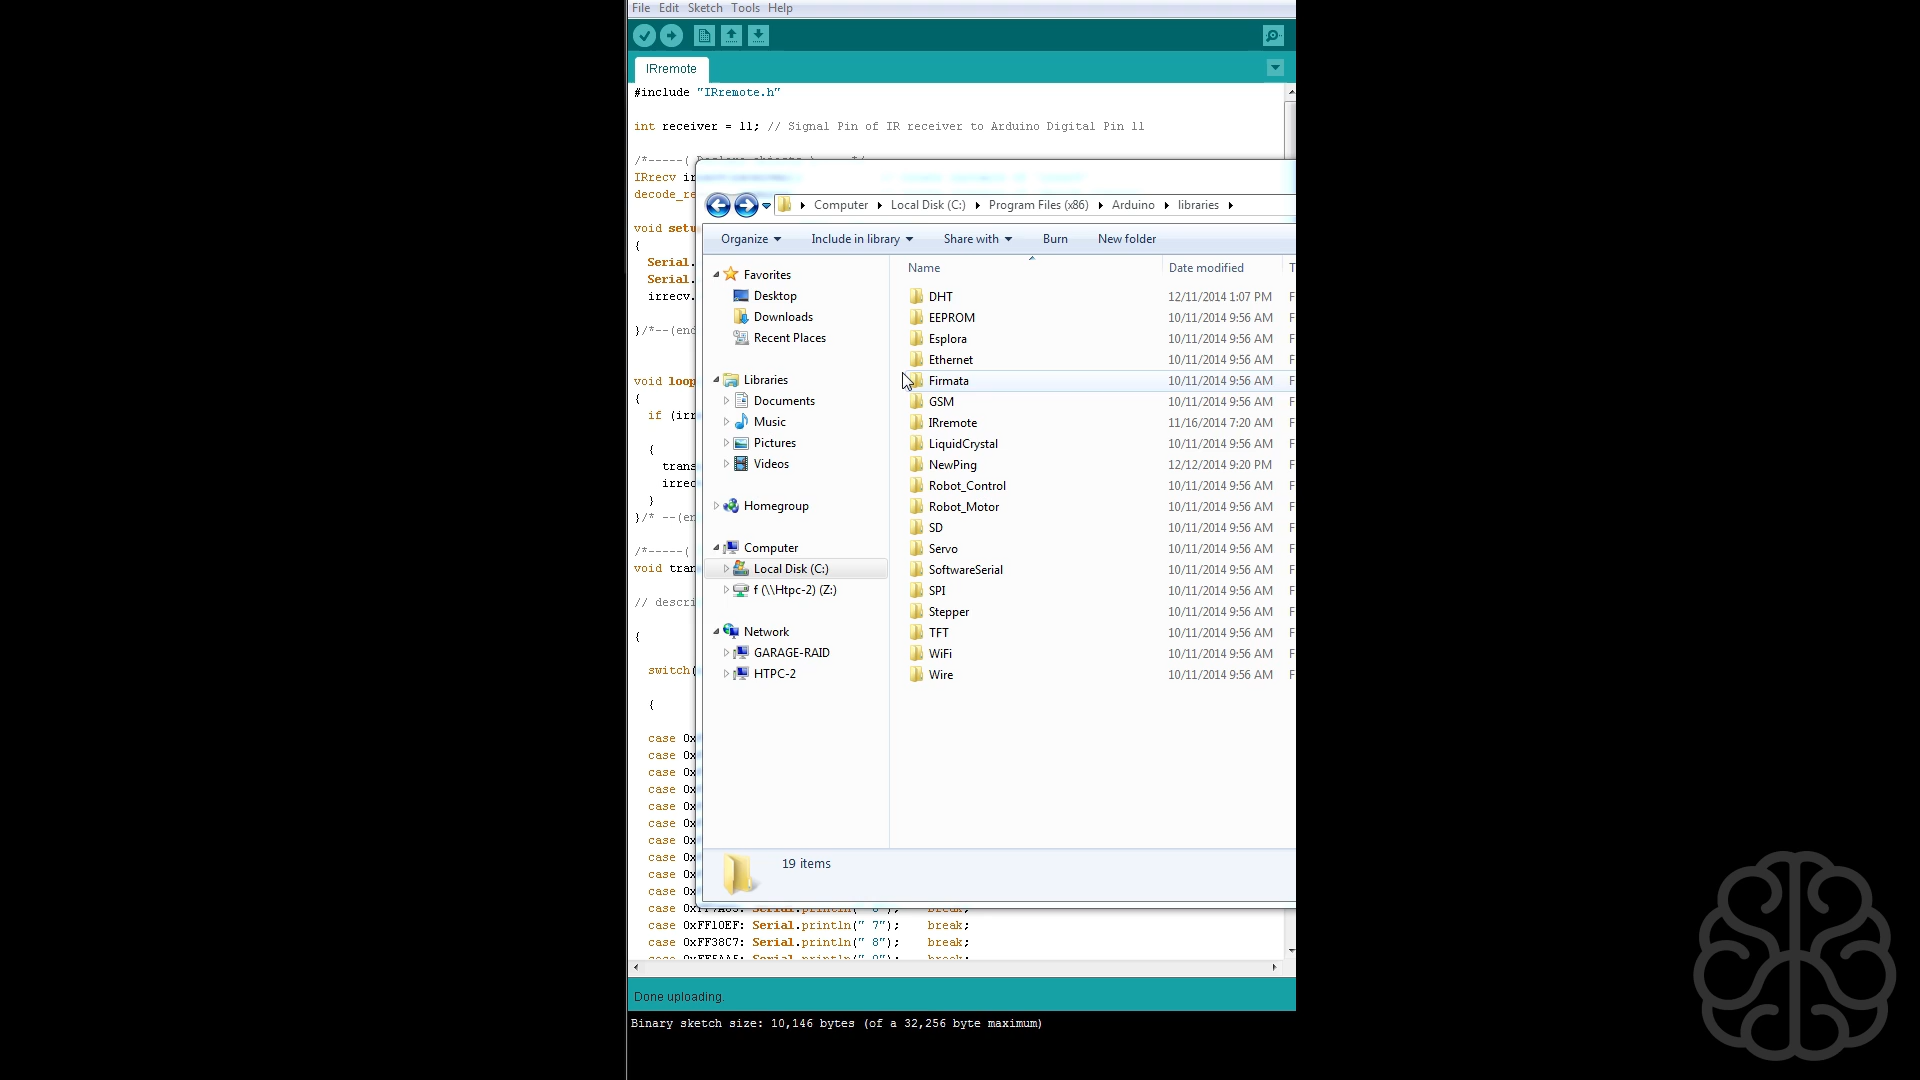 File Edit Sketch Tools Help
IRremote
#include "IRremote.h"
int receiver = 11; // Signal Pin of IR receiver to Arduino Digital Pin 11
/*-----(
IRrecv
decode_re
void setu
{
Serial.
Serial.
irrecv.
}/*--(end
void loop
{
if (irr
{
trans
irrec
}
}/* --(en
/*-----(
void tran
// descri
{
switch(
{
case 0x
case 0x
case 0x
case 0x
case 0x
case 0x
case 0x
case 0x
case 0x
case 0x
case
case 0xFF10EF: Serial.println(" 7"); break;
case 0xFF38C7: Serial.println(" 8"); break;
Computer Local Disk (C:) Program Files (x86) Arduino libraries
Organize Include in library Share with Burn New folder
Favorites
Desktop
Downloads
Recent Places
Libraries
Documents
Music
Pictures
Videos
Homegroup
Computer
Local Disk (C:)
f (\\Htpc-2) (Z:)
Network
GARAGE-RAID
HTPC-2
Name Date modified T
DHT 12/11/2014 1:07 PM F
EEPROM 10/11/2014 9:56 AM F
Esplora 10/11/2014 9:56 AM F
Ethernet 10/11/2014 9:56 AM F
Firmata 10/11/2014 9:56 AM F
GSM 10/11/2014 9:56 AM F
IRremote 11/16/2014 7:20 AM F
LiquidCrystal 10/11/2014 9:56 AM F
NewPing 12/12/2014 9:20 PM F
Robot_Control 10/11/2014 9:56 AM F
Robot_Motor 10/11/2014 9:56 AM F
SD 10/11/2014 9:56 AM F
Servo 10/11/2014 9:56 AM F
SoftwareSerial 10/11/2014 9:56 AM F
SPI 10/11/2014 9:56 AM F
Stepper 10/11/2014 9:56 AM F
TFT 10/11/2014 9:56 AM F
WiFi 10/11/2014 9:56 AM F
Wire 10/11/2014 9:56 AM F
19 items
Done uploading.
Binary sketch size: 10,146 bytes (of a 32,256 byte maximum)